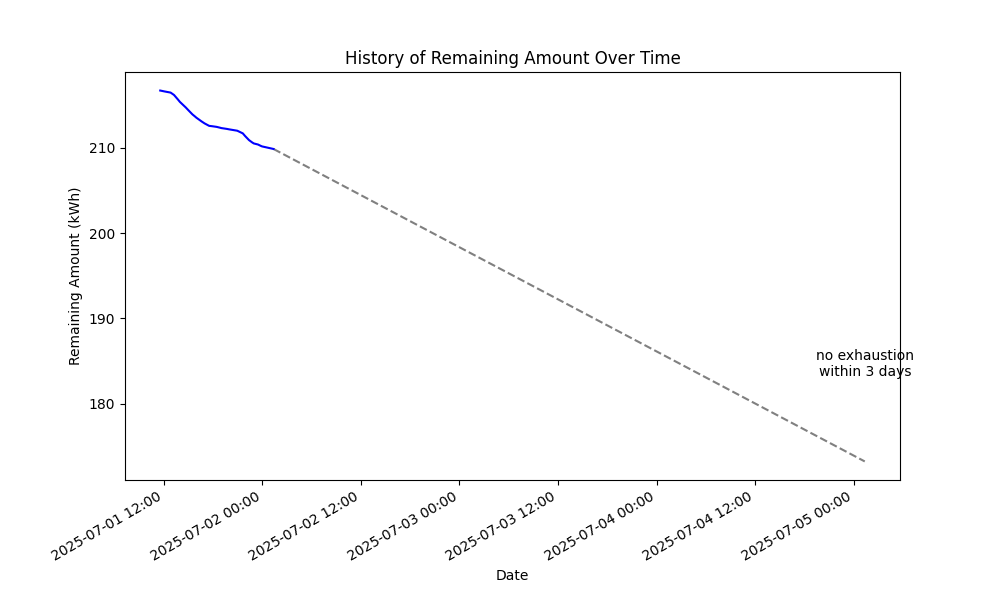 History of Remaining Amount Over Time
Remaining Amount (kWh)
210
200
190
180
no exhaustion
within 3 days
2025-07-01 12:00
2025-07-02 00:00
2025-07-02 12:00
2025-07-03 00:00
2025-07-03 12:00
2025-07-04 00:00
2025-07-04 12:00
2025-07-05 00:00
Date